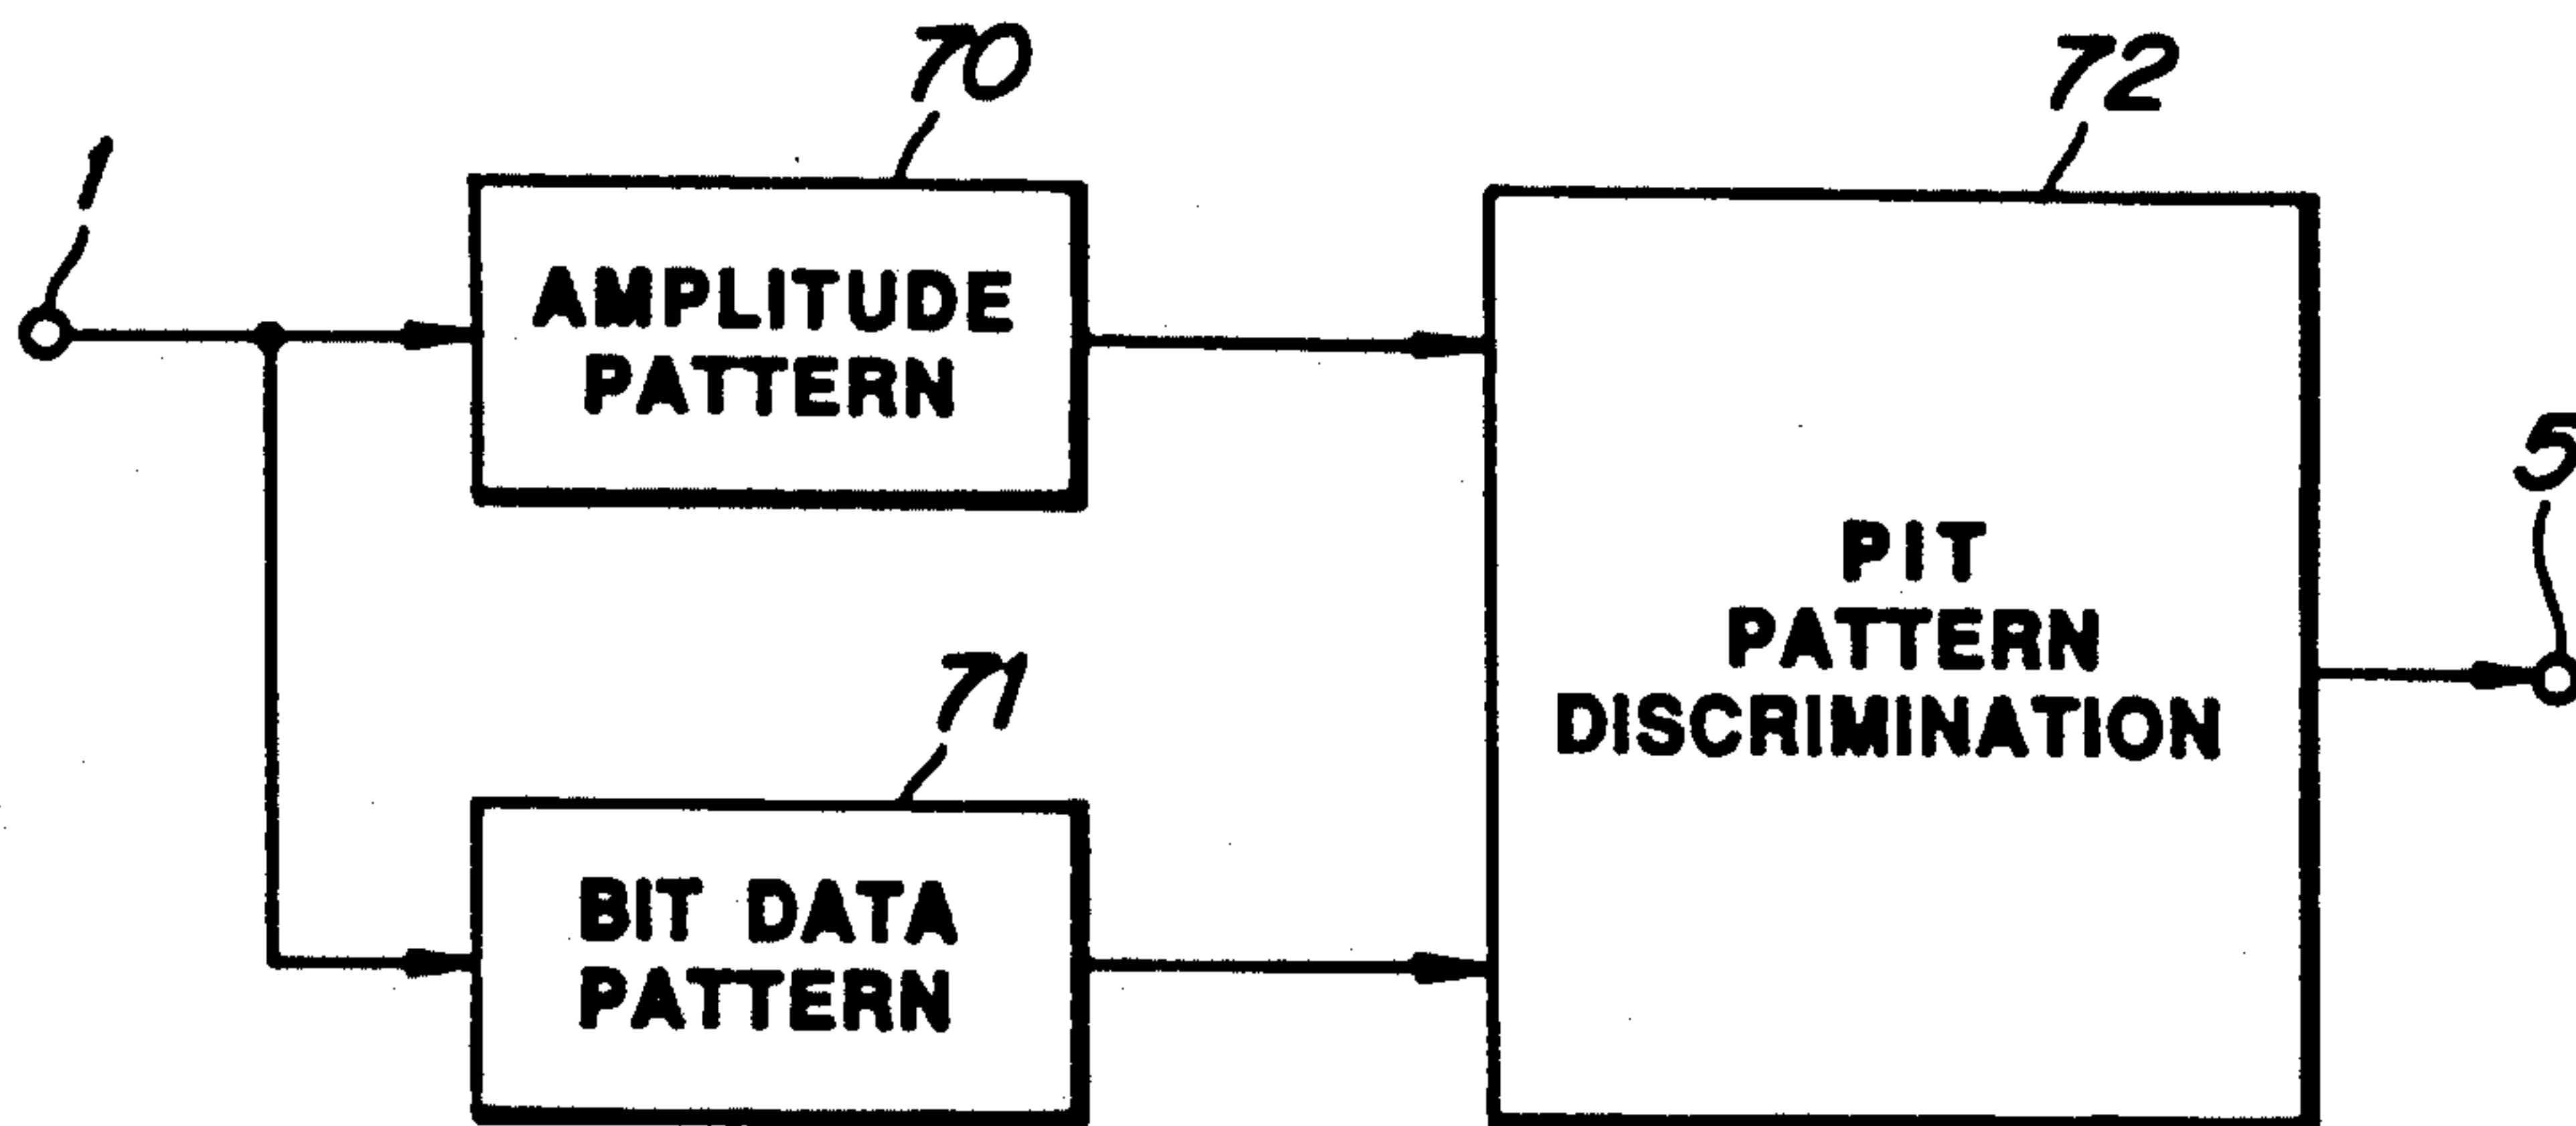 70
72
1
AMPLITUDE
PATTERN
5
PIT
PATTERN
DISCRIMINATION
71
BIT DATA
PATTERN